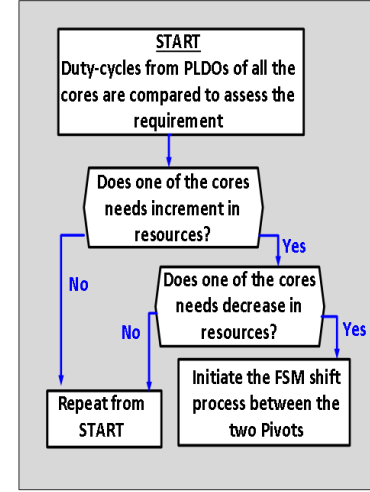 START
Duty-cycles from PLDOs of all the
cores are compared to assess the
requirement
Does one of the cores
needs increment in
resources?
Yes
No
Does one of the cores
needs decrease in
resources?
No
Yes
Initiate the FSM shift
process between the
two Pivots
Repeat from
START